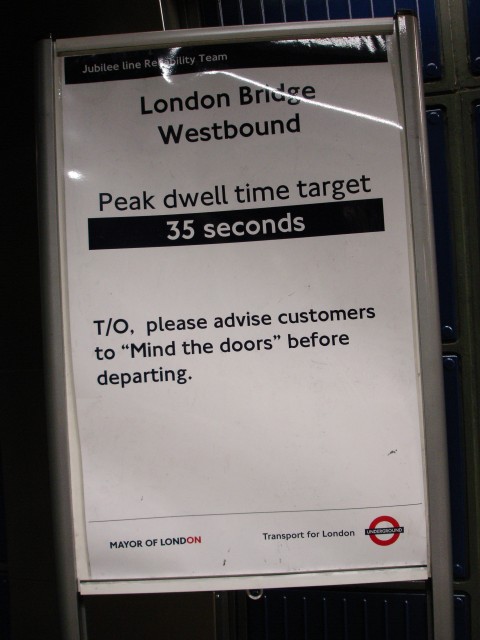 Jubilee line Reliability Team
London Bridge
Westbound
Peak dwell time target
35 seconds
T/O, please advise customers
to “Mind the doors” before
departing.
MAYOR OF LONDON
Transport for London
UNDERGROUND